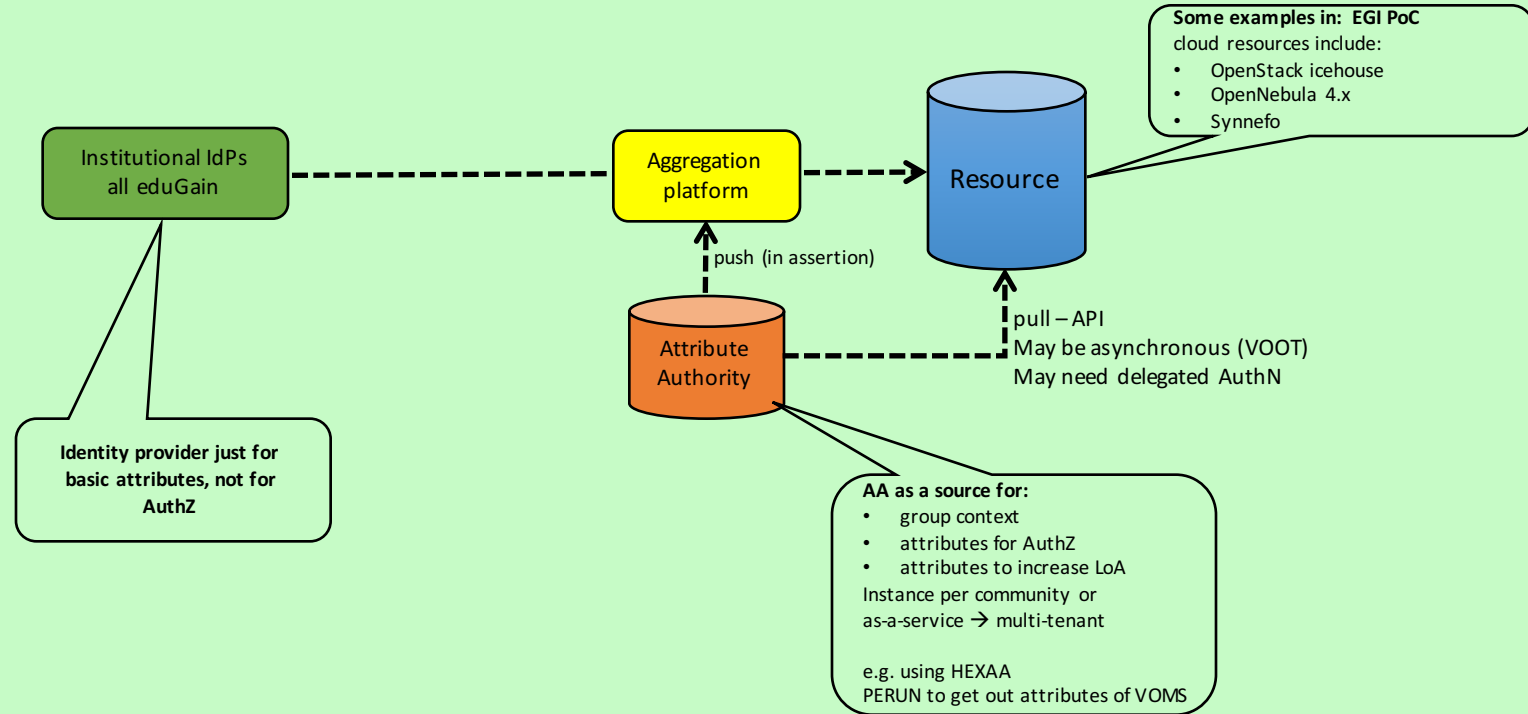 Some examples in: EGI PoC
cloud resources include:
• OpenStack icehouse
• OpenNebula 4.x
• Synnefo
Institutional IdPs
all eduGain
Aggregation
platform
Resource
push (in assertion)
Attribute
Authority
pull – API
May be asynchronous (VOOT)
May need delegated AuthN
Identity provider just for
basic attributes, not for
AuthZ
AA as a source for:
• group context
• attributes for AuthZ
• attributes to increase LoA
Instance per community or
as-a-service → multi-tenant
e.g. using HEXAA
PERUN to get out attributes of VOMS